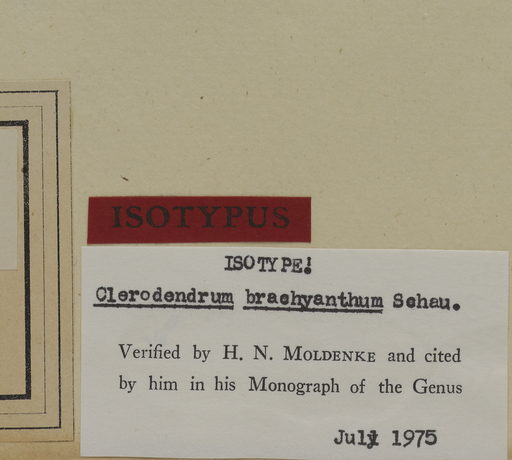 ISOTYPUS
ISOTYPE!
Clerodendrum brachyanthum Schau.
Verified by H. N. MOLDENKE and cited
by him in his Monograph of the Genus
July 1975